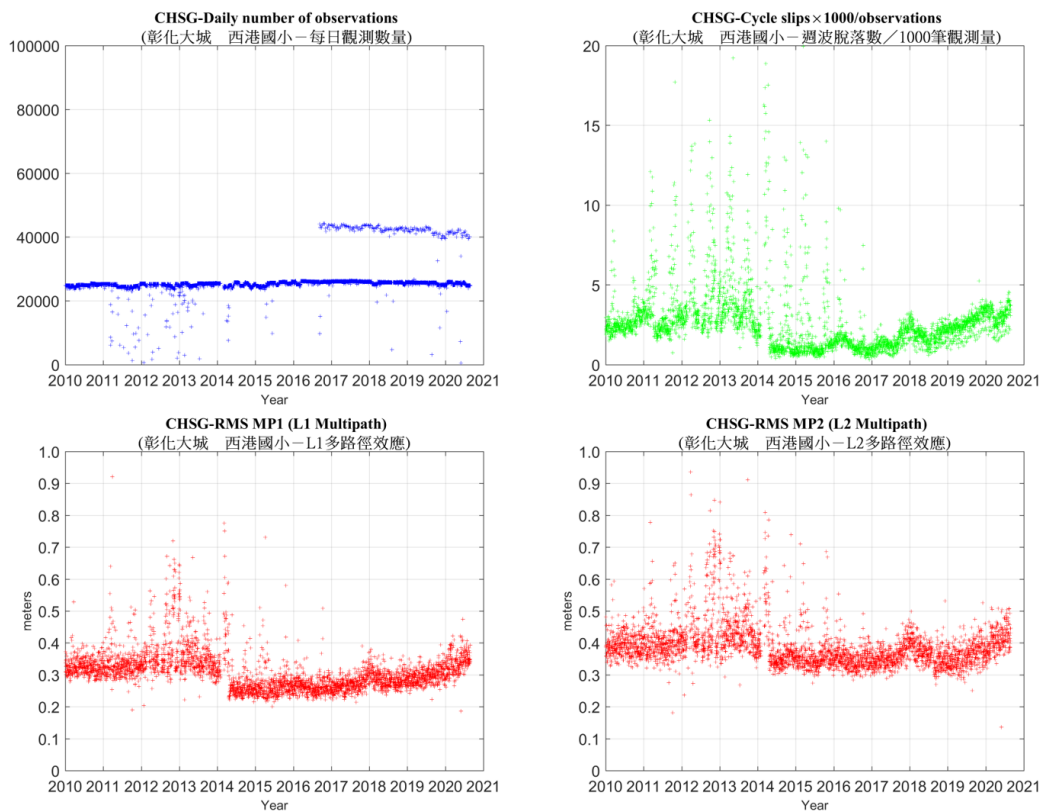 CHSG-Daily number of observations
(彰化大城 西港國小－每日觀測數量)
100000
80000
60000
40000
20000
0
2010 2011 2012 2013 2014 2015 2016 2017 2018 2019 2020 2021
Year
CHSG-Cycle slips×1000/observations
(彰化大城 西港國小－週波脫落數／1000筆觀測量)
20
15
10
5
0
2010 2011 2012 2013 2014 2015 2016 2017 2018 2019 2020 2021
Year
CHSG-RMS MP1 (L1 Multipath)
(彰化大城 西港國小－L1多路徑效應)
1.0
0.9
0.8
0.7
0.6
0.5
0.4
0.3
0.2
0.1
0
meters
2010 2011 2012 2013 2014 2015 2016 2017 2018 2019 2020 2021
Year
CHSG-RMS MP2 (L2 Multipath)
(彰化大城 西港國小－L2多路徑效應)
1.0
0.9
0.8
0.7
0.6
0.5
0.4
0.3
0.2
0.1
0
meters
2010 2011 2012 2013 2014 2015 2016 2017 2018 2019 2020 2021
Year